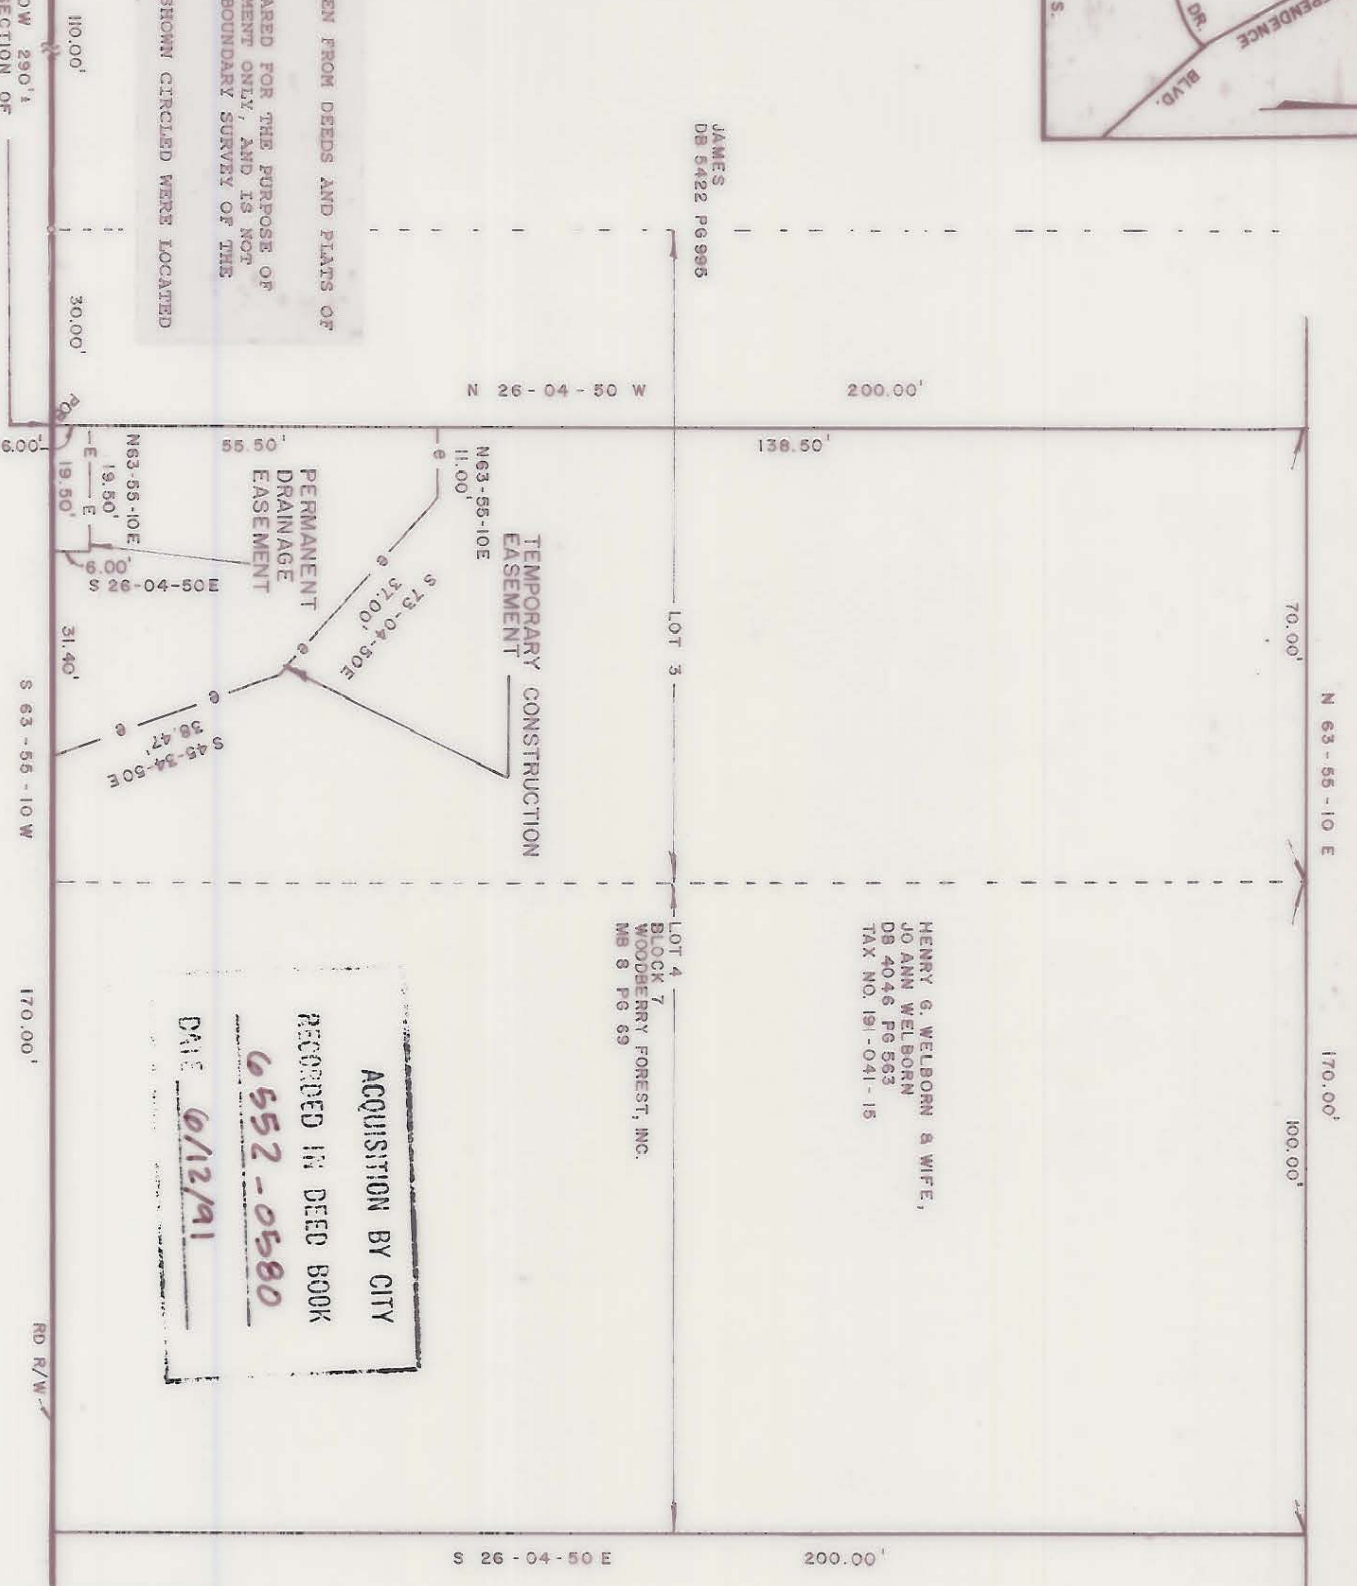 S.
DR.
BLVD.
110.00'
OW 290'±
SECTION OF
EN FROM DEEDS AND PLATS OF
ARED FOR THE PURPOSE OF
MENT ONLY, AND IS NOT
BOUNDARY SURVEY OF THE
SHOWN CIRCLED WERE LOCATED
30.00'
JAMES
DB 5422 PG 996
N 26-04-50 W
200.00'
POB
6.00'
55.50'
138.50'
N63-55-10E
19.50'
E
E
19.50'
6.00'
S 26-04-50E
PERMANENT
DRAINAGE
EASEMENT
e
N63-55-10E
11.00'
e
S 73-04-50E
37.00'
e
TEMPORARY CONSTRUCTION
EASEMENT
e
e
S45-34-50E
38.47'
31.40'
LOT 3
70.00'
N 63-55-10 E
170.00'
100.00'
S 63-55-10 W
170.00'
RD R/W
HENRY G. WELBORN & WIFE,
JO ANN WELBORN
DB 4046 PG 563
TAX NO. 191-041-15
LOT 4
BLOCK 7
WOODBERRY FOREST, INC.
MB 8 PG 69
ACQUISITION BY CITY
RECORDED IN DEED BOOK
6552-0580
DATE 6/12/91
S 26-04-50 E
200.00'